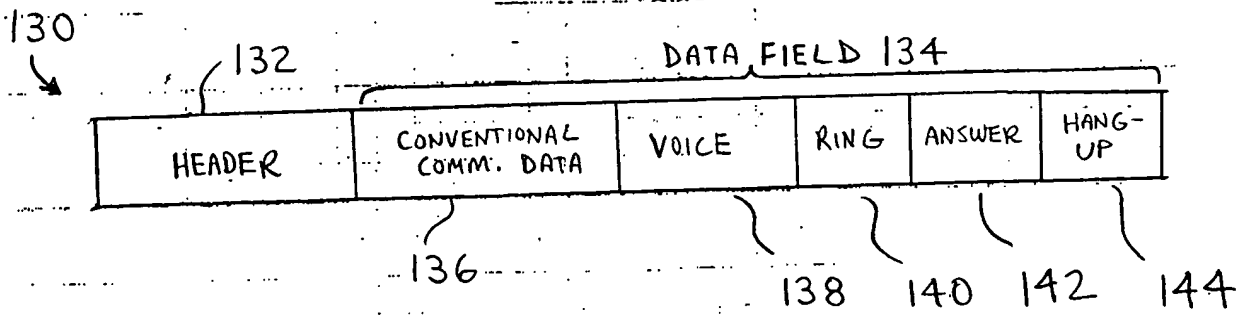 130
132
DATA FIELD 134
HEADER
CONVENTIONAL
COMM. DATA
VOICE
RING
ANSWER
HANG-
UP
136
138
140
142
144